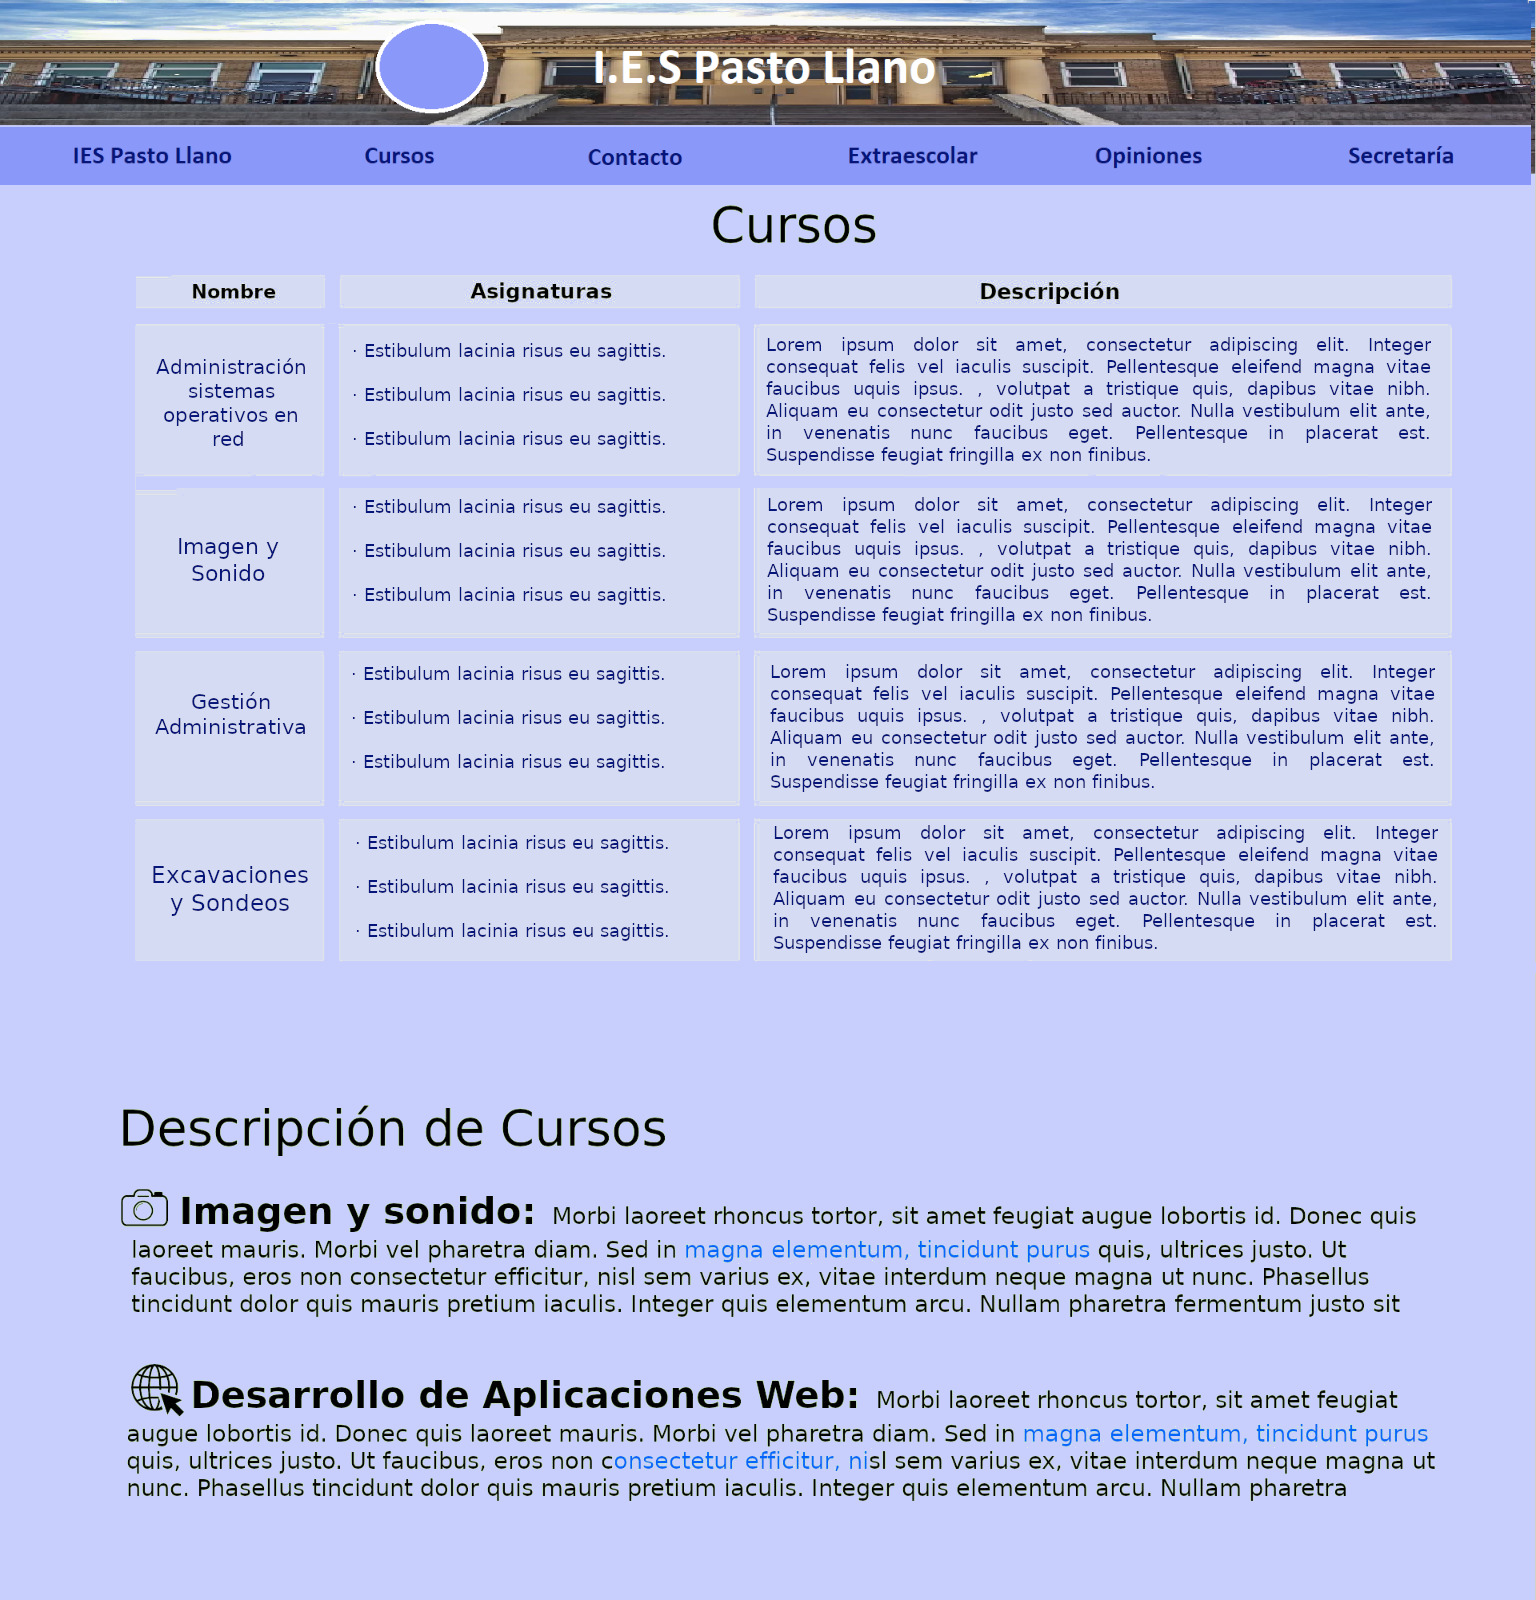 I.E.S Pasto Llano
IES Pasto Llano Cursos Contacto Extraescolar Opiniones Secretaría
Cursos
Nombre Asignaturas Descripción
Administración
sistemas
operativos en
red
· Estibulum lacinia risus eu sagittis.
· Estibulum lacinia risus eu sagittis.
· Estibulum lacinia risus eu sagittis.
Lorem ipsum dolor sit amet, consectetur adipiscing elit. Integer
consequat felis vel iaculis suscipit. Pellentesque eleifend magna vitae
faucibus uquis ipsus. , volutpat a tristique quis, dapibus vitae nibh.
Aliquam eu consectetur odit justo sed auctor. Nulla vestibulum elit ante,
in venenatis nunc faucibus eget. Pellentesque in placerat est.
Suspendisse feugiat fringilla ex non finibus.
Imagen y
Sonido
· Estibulum lacinia risus eu sagittis.
· Estibulum lacinia risus eu sagittis.
· Estibulum lacinia risus eu sagittis.
Lorem ipsum dolor sit amet, consectetur adipiscing elit. Integer
consequat felis vel iaculis suscipit. Pellentesque eleifend magna vitae
faucibus uquis ipsus. , volutpat a tristique quis, dapibus vitae nibh.
Aliquam eu consectetur odit justo sed auctor. Nulla vestibulum elit ante,
in venenatis nunc faucibus eget. Pellentesque in placerat est.
Suspendisse feugiat fringilla ex non finibus.
Gestión
Administrativa
· Estibulum lacinia risus eu sagittis.
· Estibulum lacinia risus eu sagittis.
· Estibulum lacinia risus eu sagittis.
Lorem ipsum dolor sit amet, consectetur adipiscing elit. Integer
consequat felis vel iaculis suscipit. Pellentesque eleifend magna vitae
faucibus uquis ipsus. , volutpat a tristique quis, dapibus vitae nibh.
Aliquam eu consectetur odit justo sed auctor. Nulla vestibulum elit ante,
in venenatis nunc faucibus eget. Pellentesque in placerat est.
Suspendisse feugiat fringilla ex non finibus.
Excavaciones
y Sondeos
· Estibulum lacinia risus eu sagittis.
· Estibulum lacinia risus eu sagittis.
· Estibulum lacinia risus eu sagittis.
Lorem ipsum dolor sit amet, consectetur adipiscing elit. Integer
consequat felis vel iaculis suscipit. Pellentesque eleifend magna vitae
faucibus uquis ipsus. , volutpat a tristique quis, dapibus vitae nibh.
Aliquam eu consectetur odit justo sed auctor. Nulla vestibulum elit ante,
in venenatis nunc faucibus eget. Pellentesque in placerat est.
Suspendisse feugiat fringilla ex non finibus.
Descripción de Cursos
Imagen y sonido: Morbi laoreet rhoncus tortor, sit amet feugiat augue lobortis id. Donec quis
laoreet mauris. Morbi vel pharetra diam. Sed in magna elementum, tincidunt purus quis, ultrices justo. Ut
faucibus, eros non consectetur efficitur, nisl sem varius ex, vitae interdum neque magna ut nunc. Phasellus
tincidunt dolor quis mauris pretium iaculis. Integer quis elementum arcu. Nullam pharetra fermentum justo sit
Desarrollo de Aplicaciones Web: Morbi laoreet rhoncus tortor, sit amet feugiat
augue lobortis id. Donec quis laoreet mauris. Morbi vel pharetra diam. Sed in magna elementum, tincidunt purus
quis, ultrices justo. Ut faucibus, eros non consectetur efficitur, nisl sem varius ex, vitae interdum neque magna ut
nunc. Phasellus tincidunt dolor quis mauris pretium iaculis. Integer quis elementum arcu. Nullam pharetra